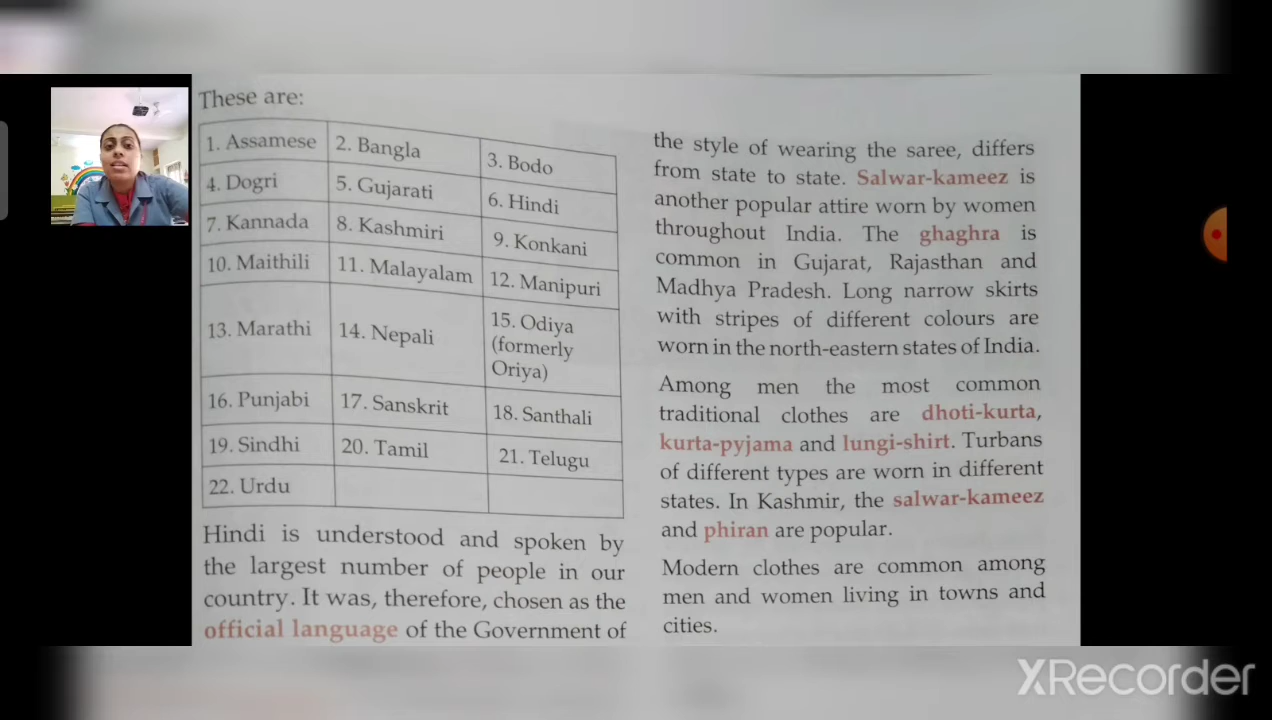 These are:
1. Assamese 2. Bangla 3. Bodo
4. Dogri 5. Gujarati 6. Hindi
7. Kannada 8. Kashmiri 9. Konkani
10. Maithili 11. Malayalam 12. Manipuri
13. Marathi 14. Nepali 15. Odiya
(formerly
Oriya)
16. Punjabi 17. Sanskrit 18. Santhali
19. Sindhi 20. Tamil 21. Telugu
22. Urdu
Hindi is understood and spoken by
the largest number of people in our
country. It was, therefore, chosen as the
official language of the Government of
the style of wearing the saree, differs
from state to state. Salwar-kameez is
another popular attire worn by women
throughout India. The ghaghra is
common in Gujarat, Rajasthan and
Madhya Pradesh. Long narrow skirts
with stripes of different colours are
worn in the north-eastern states of India.
Among men the most common
traditional clothes are dhoti-kurta,
kurta-pyjama and lungi-shirt. Turbans
of different types are worn in different
states. In Kashmir, the salwar-kameez
and phiran are popular.
Modern clothes are common among
men and women living in towns and
cities.
XRecorder